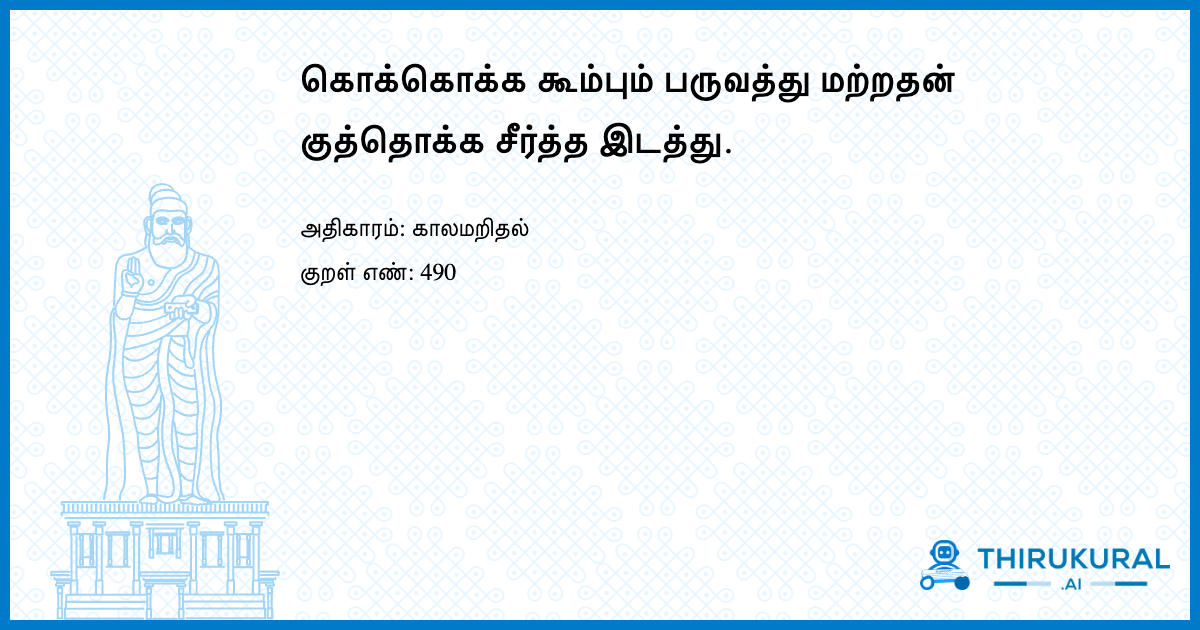 கொக்கொக்க கூம்பும் பருவத்து மற்றதன்
குத்தொக்க சீர்த்த இடத்து.
அதிகாரம்: காலமறிதல்
குறள் எண்: 490
THIRUKURAL
.AI